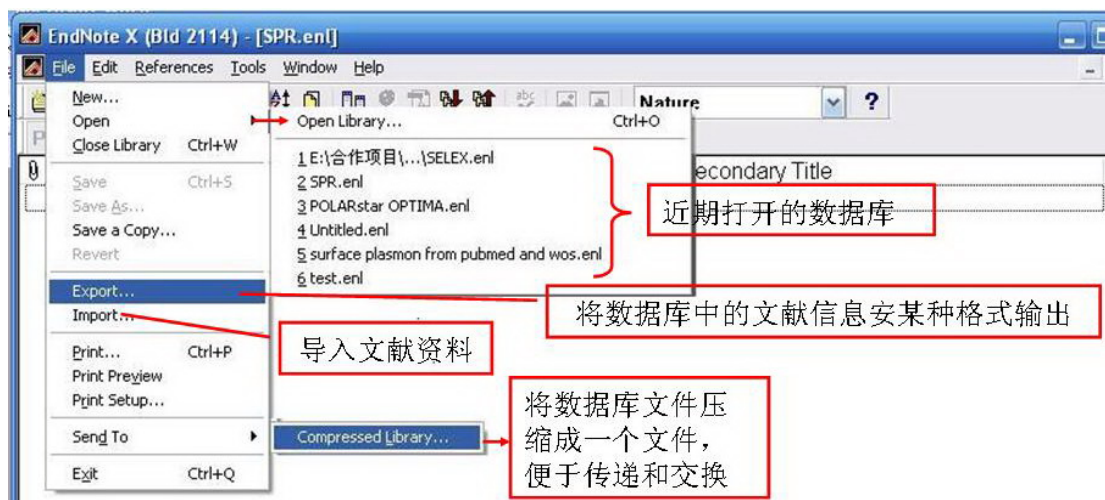 EndNote X (Bld 2114) - [SPR.enl]
File Edit References Tools Window Help
New...
Open
Close Library Ctrl+W
Save Ctrl+S
Save As...
Save a Copy...
Revert
Export...
Import...
Print... Ctrl+P
Print Preview
Print Setup...
Send To
Exit Ctrl+Q
Nature
?
Open Library... Ctrl+O
1 E:\合作项目\...\SELEX.enl
2 SPR.enl
3 POLARstar OPTIMA.enl
4 Untitled.enl
5 surface plasmon from pubmed and wos.enl
6 test.enl
econdary Title
近期打开的数据库
将数据库中的文献信息安某种格式输出
导入文献资料
Compressed Library...
将数据库文件压
缩成一个文件，
便于传递和交换